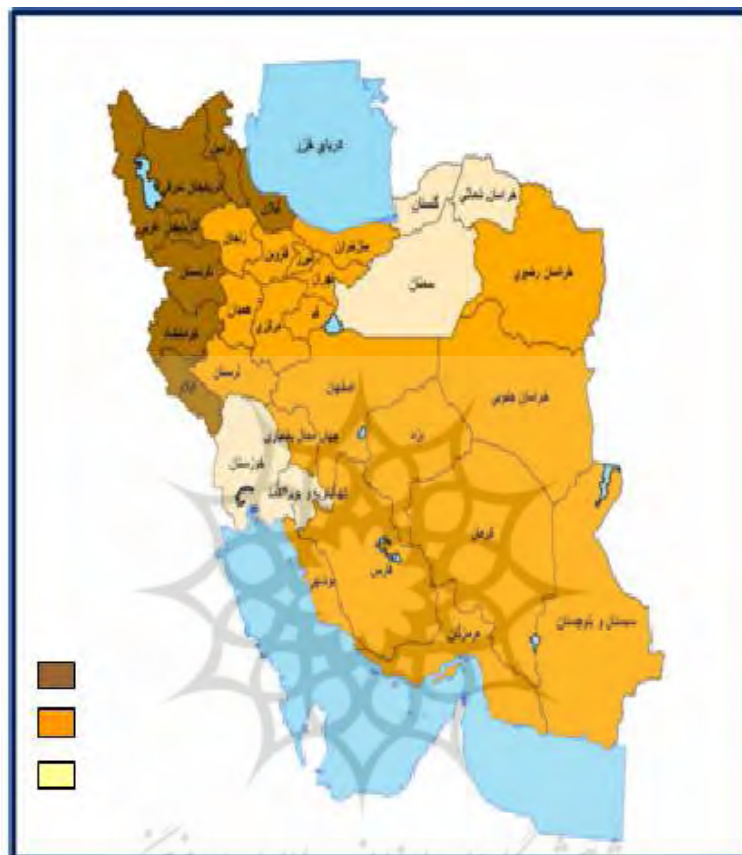 دریای خزر
اردبیل
آذربایجان شرقی
گیلان
گلستان
خراسان شمالی
آذربایجان غربی
زنجان
قزوین
مازندران
تهران
سمنان
خراسان رضوی
کردستان
همدان
مرکزی
قم
کرمانشاه
ایلام
لرستان
اصفهان
خراسان جنوبی
یزد
چهار محال بختیاری
خوزستان
کهگیلویه و بویراحمد
کرمان
فارس
بوشهر
هرمزگان
سیستان و بلوچستان